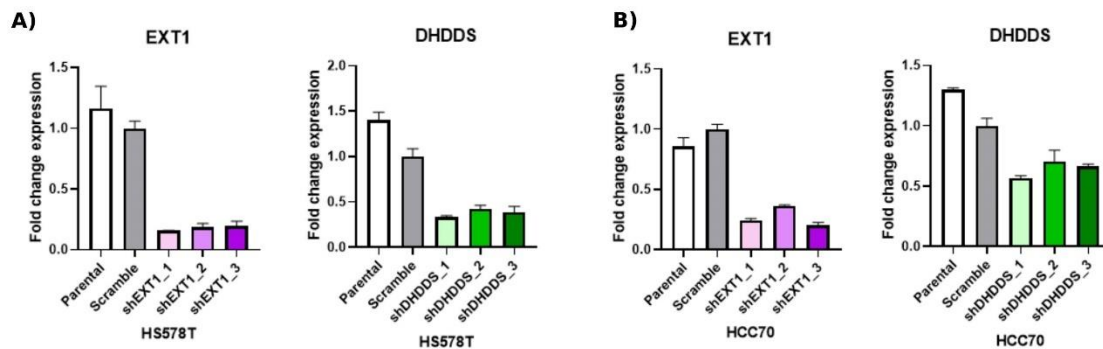 A)
EXT1
Fold change expression
1.5
1.0
0.5
0.0
Parental
Scramble
shEXT1_1
shEXT1_2
shEXT1_3
HS578T
DHDDS
Fold change expression
2.0
1.5
1.0
0.5
0.0
Parental
Scramble
shDHDDS_1
shDHDDS_2
shDHDDS_3
HS578T
B)
EXT1
Fold change expression
1.5
1.0
0.5
0.0
Parental
Scramble
shEXT1_1
shEXT1_2
shEXT1_3
HCC70
DHDDS
Fold change expression
1.5
1.0
0.5
0.0
Parental
Scramble
shDHDDS_1
shDHDDS_2
shDHDDS_3
HCC70